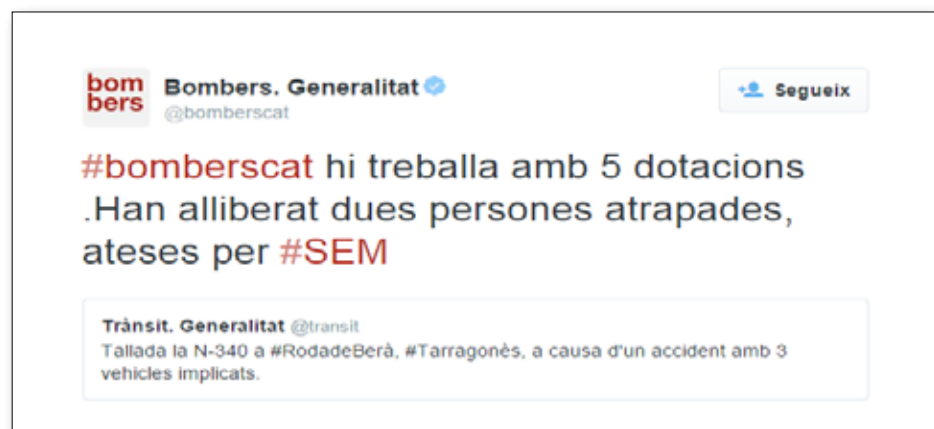 bom
bers
Bombers. Generalitat
@bomberscat
Segueix
#bomberscat hi treballa amb 5 dotacions
.Han alliberat dues persones atrapades,
ateses per #SEM
Trànsit. Generalitat @transit
Tallada la N-340 a #RodadeBerà, #Tarragonès, a causa d'un accident amb 3
vehicles implicats.